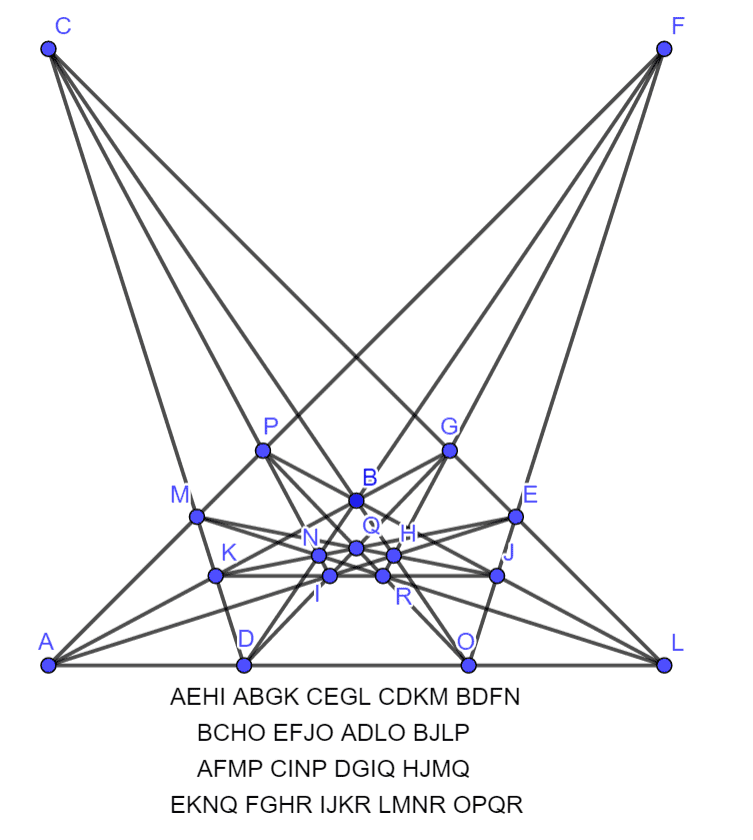 C F
P G
B
M E
Q
N H
K J
I R
A D O L
AEHI ABGK CEGL CDKM BDFN
BCHO EFJO ADLO BJLP
AFMP CINP DGIQ HJMQ
EKNQ FGHR IJKR LMNR OPQR